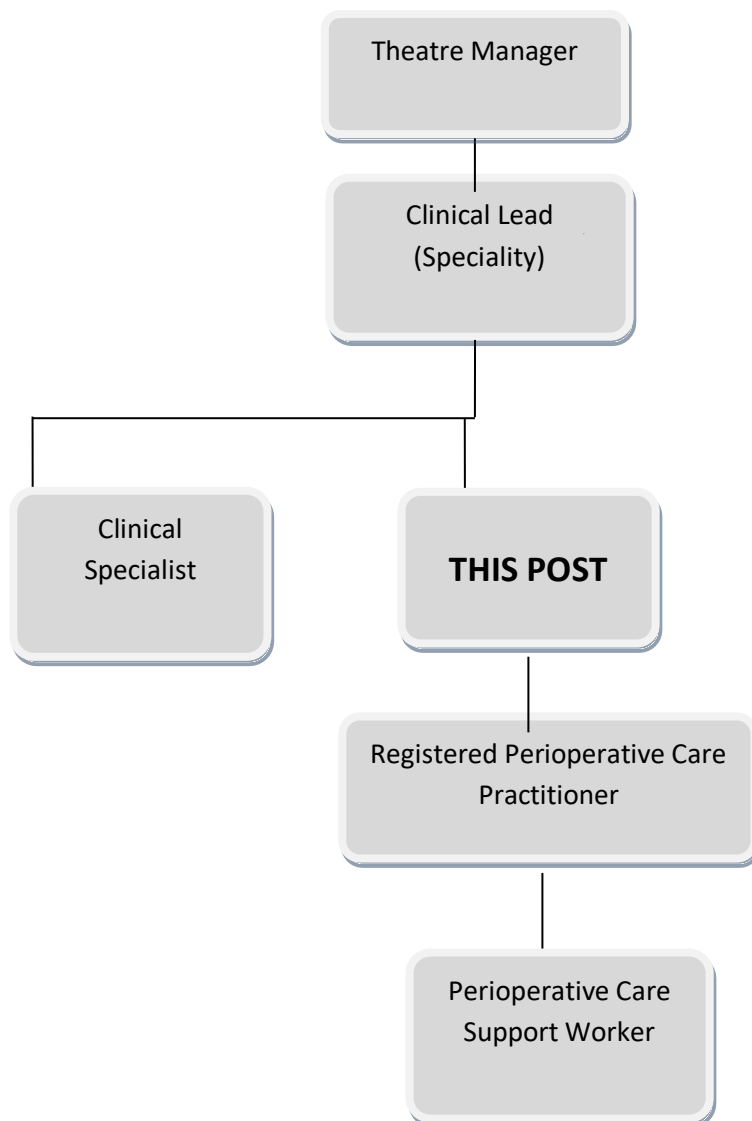 Theatre Manager
Clinical Lead
(Speciality)
Clinical
Specialist
THIS POST
Registered Perioperative Care
Practitioner
Perioperative Care
Support Worker